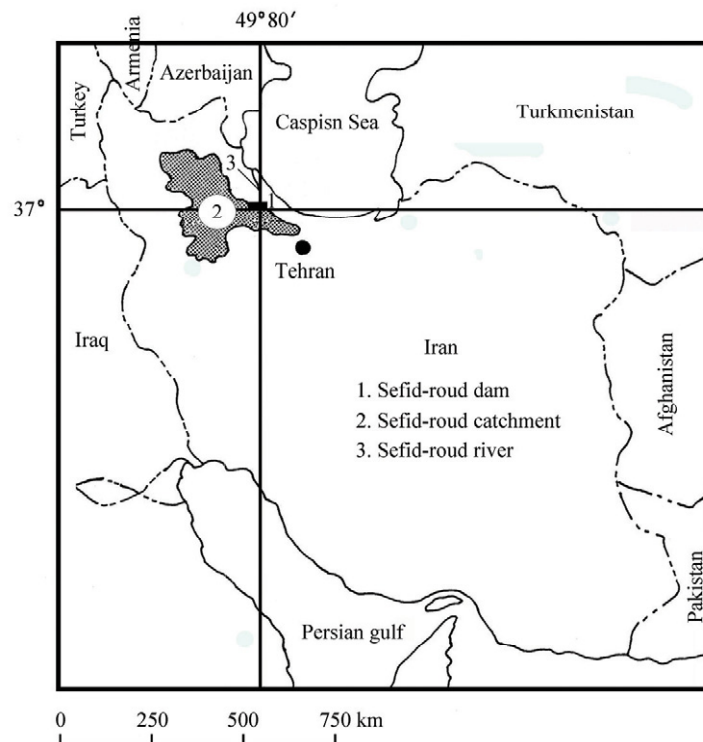 49°80′
Armenia
Azerbaijan
Turkey
Caspisn Sea
Turkmenistan
3
1
37°
2
Tehran
Iraq
Iran
1. Sefid-roud dam
2. Sefid-roud catchment
3. Sefid-roud river
Afghanistan
Pakistan
Persian gulf
0 250 500 750 km